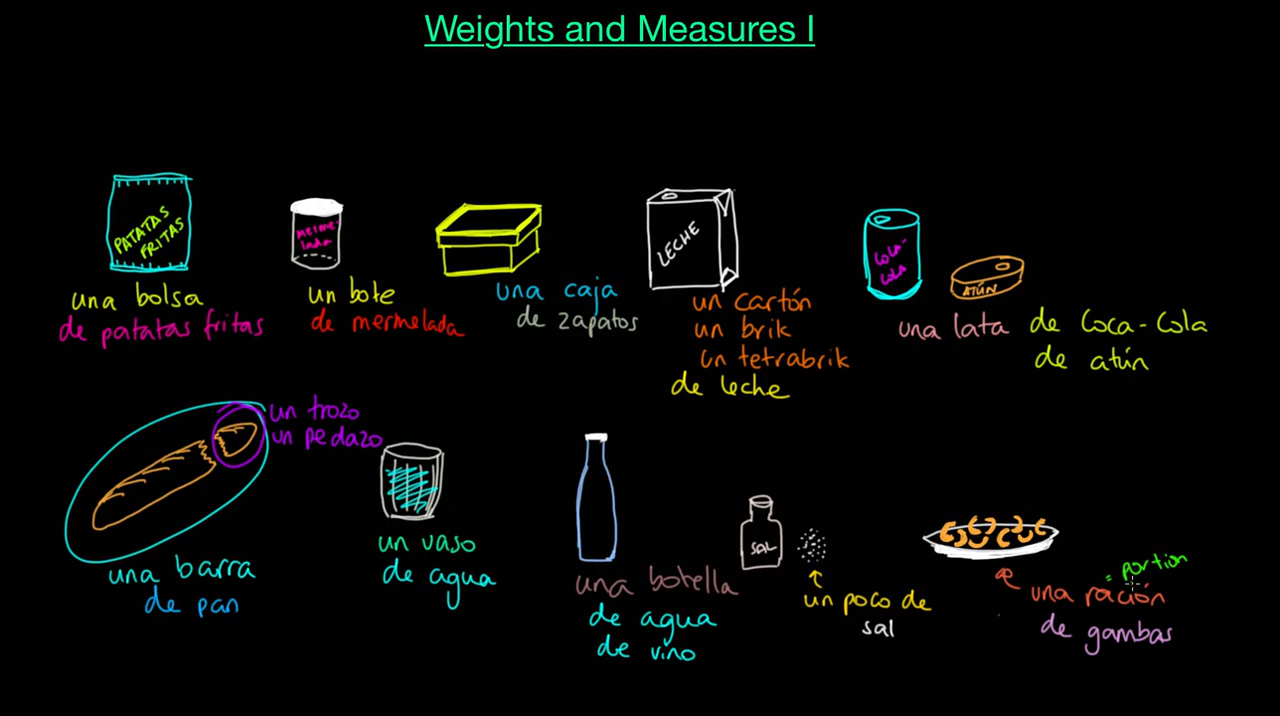 Weights and Measures I
PATATAS
FRITAS
una bolsa
de patatas fritas
merme-
lada
un bote
de mermelada
una caja
de zapatos
LECHE
un cartón
un brik
un tetrabrik
de leche
COCA-
COLA
ATÚN
una lata de Coca-Cola
de atún
un trozo
un pedazo
una barra
de pan
un vaso
de agua
una botella
de agua
de vino
SAL
un poco de
sal
= portion
una ración
de gambas